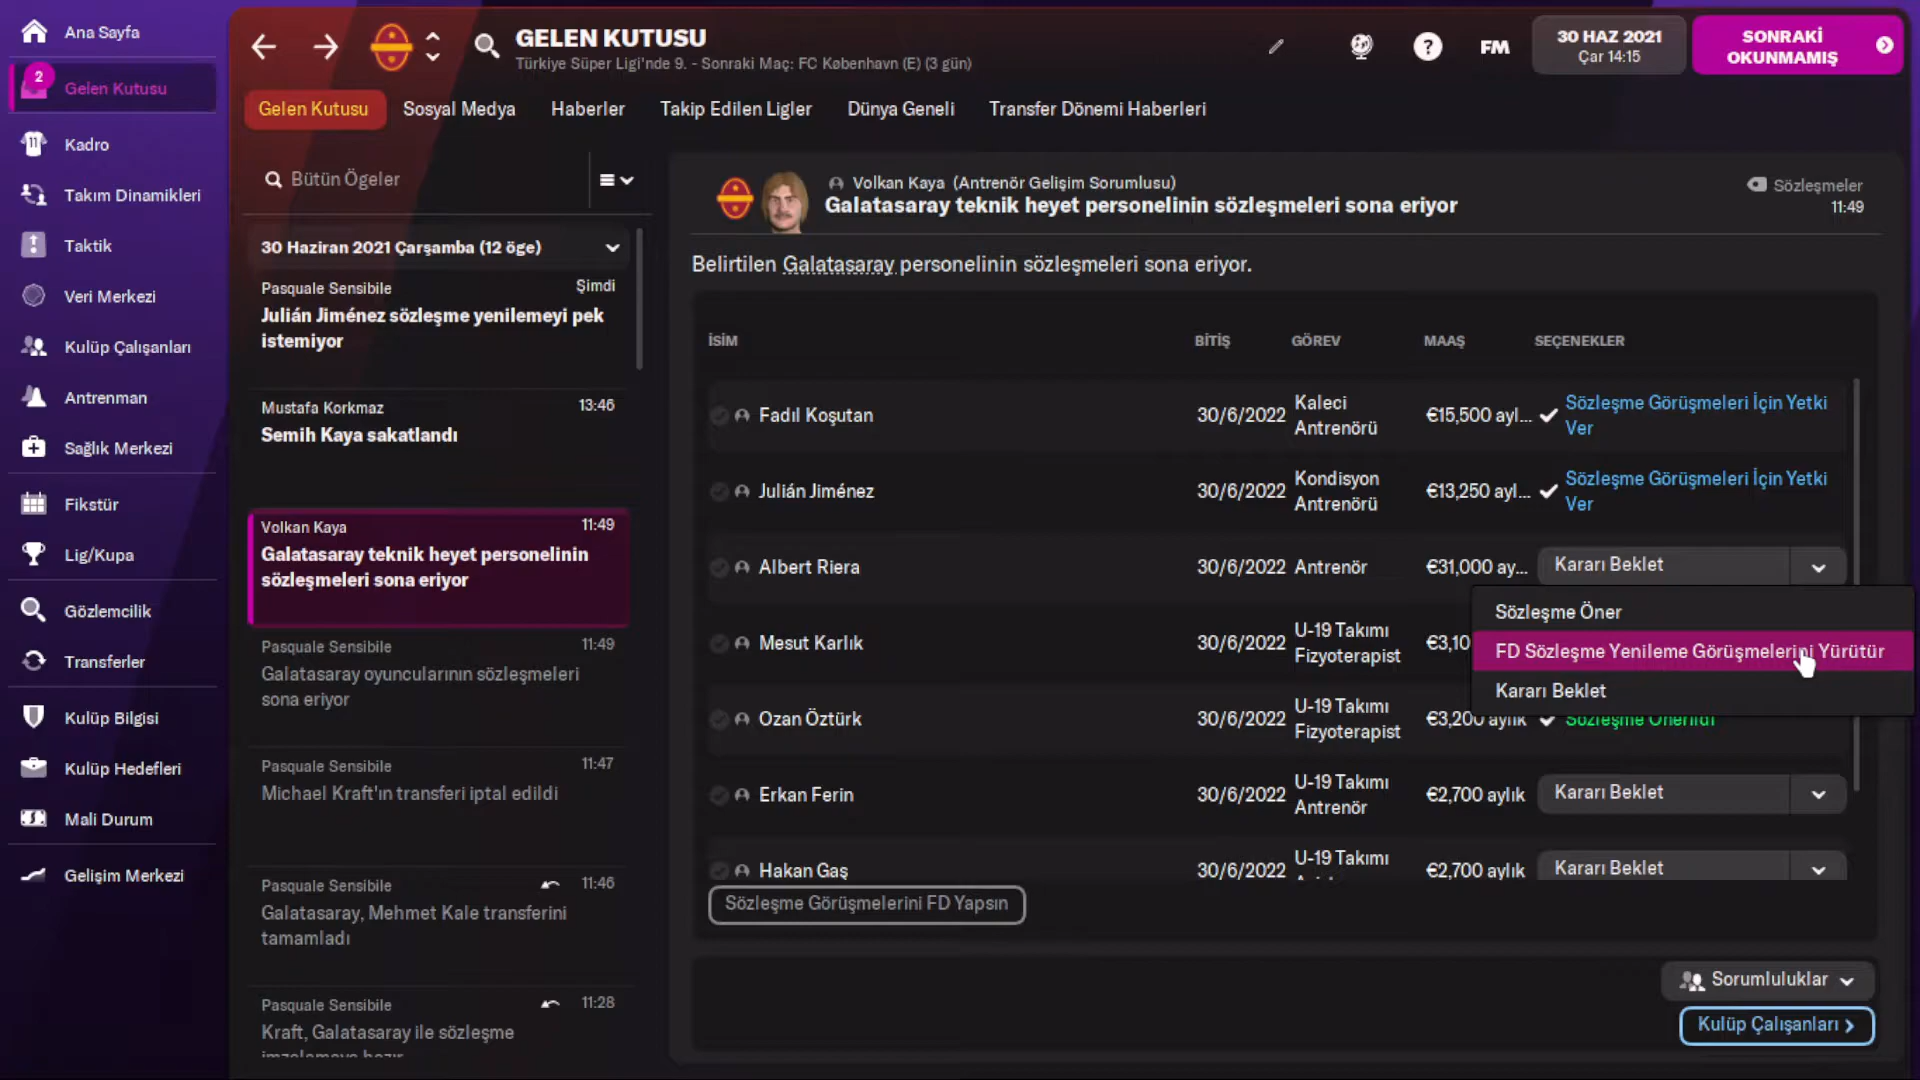 Ana Sayfa
2
Gelen Kutusu
11
Kadro
Takım Dinamikleri
Taktik
Veri Merkezi
Kulüp Çalışanları
Antrenman
Sağlık Merkezi
Fikstür
Lig/Kupa
Gözlemcilik
Transferler
Kulüp Bilgisi
Kulüp Hedefleri
Mali Durum
Gelişim Merkezi
GELEN KUTUSU
Türkiye Süper Ligi'nde 9. - Sonraki Maç: FC København (E) (3 gün)
?
FM
30 HAZ 2021
Çar 14:15
SONRAKİ
OKUNMAMIŞ
Gelen Kutusu
Sosyal Medya
Haberler
Takip Edilen Ligler
Dünya Geneli
Transfer Dönemi Haberleri
Bütün Ögeler
30 Haziran 2021 Çarşamba (12 öge)
Pasquale Sensibile
Şimdi
Julián Jiménez sözleşme yenilemeyi pek
istemiyor
Mustafa Korkmaz
13:46
Semih Kaya sakatlandı
Volkan Kaya
11:49
Galatasaray teknik heyet personelinin
sözleşmeleri sona eriyor
Pasquale Sensibile
11:49
Galatasaray oyuncularının sözleşmeleri
sona eriyor
Pasquale Sensibile
11:47
Michael Kraft'ın transferi iptal edildi
Pasquale Sensibile
11:46
Galatasaray, Mehmet Kale transferini
tamamladı
Pasquale Sensibile
11:28
Kraft, Galatasaray ile sözleşme
Volkan Kaya (Antrenör Gelişim Sorumlusu)
Galatasaray teknik heyet personelinin sözleşmeleri sona eriyor
Sözleşmeler
11:49
Belirtilen Galatasaray personelinin sözleşmeleri sona eriyor.
İSİM
BİTİŞ
GÖREV
MAAŞ
SEÇENEKLER
Fadıl Koşutan
30/6/2022
Kaleci
Antrenörü
€15,500 ayl...
Sözleşme Görüşmeleri İçin Yetki
Ver
Julián Jiménez
30/6/2022
Kondisyon
Antrenörü
€13,250 ayl...
Sözleşme Görüşmeleri İçin Yetki
Ver
Albert Riera
30/6/2022
Antrenör
€31,000 ay...
Kararı Beklet
Sözleşme Öner
FD Sözleşme Yenileme Görüşmelerini Yürütür
Kararı Beklet
Mesut Karlık
30/6/2022
U-19 Takımı
Fizyoterapist
€3,10
Ozan Öztürk
30/6/2022
U-19 Takımı
Fizyoterapist
€3,200 aylık
Sözleşme Önerildi
Erkan Ferin
30/6/2022
U-19 Takımı
Antrenör
€2,700 aylık
Kararı Beklet
Hakan Gaş
30/6/2022
U-19 Takımı
€2,700 aylık
Kararı Beklet
Sözleşme Görüşmelerini FD Yapsın
Sorumluluklar
Kulüp Çalışanları